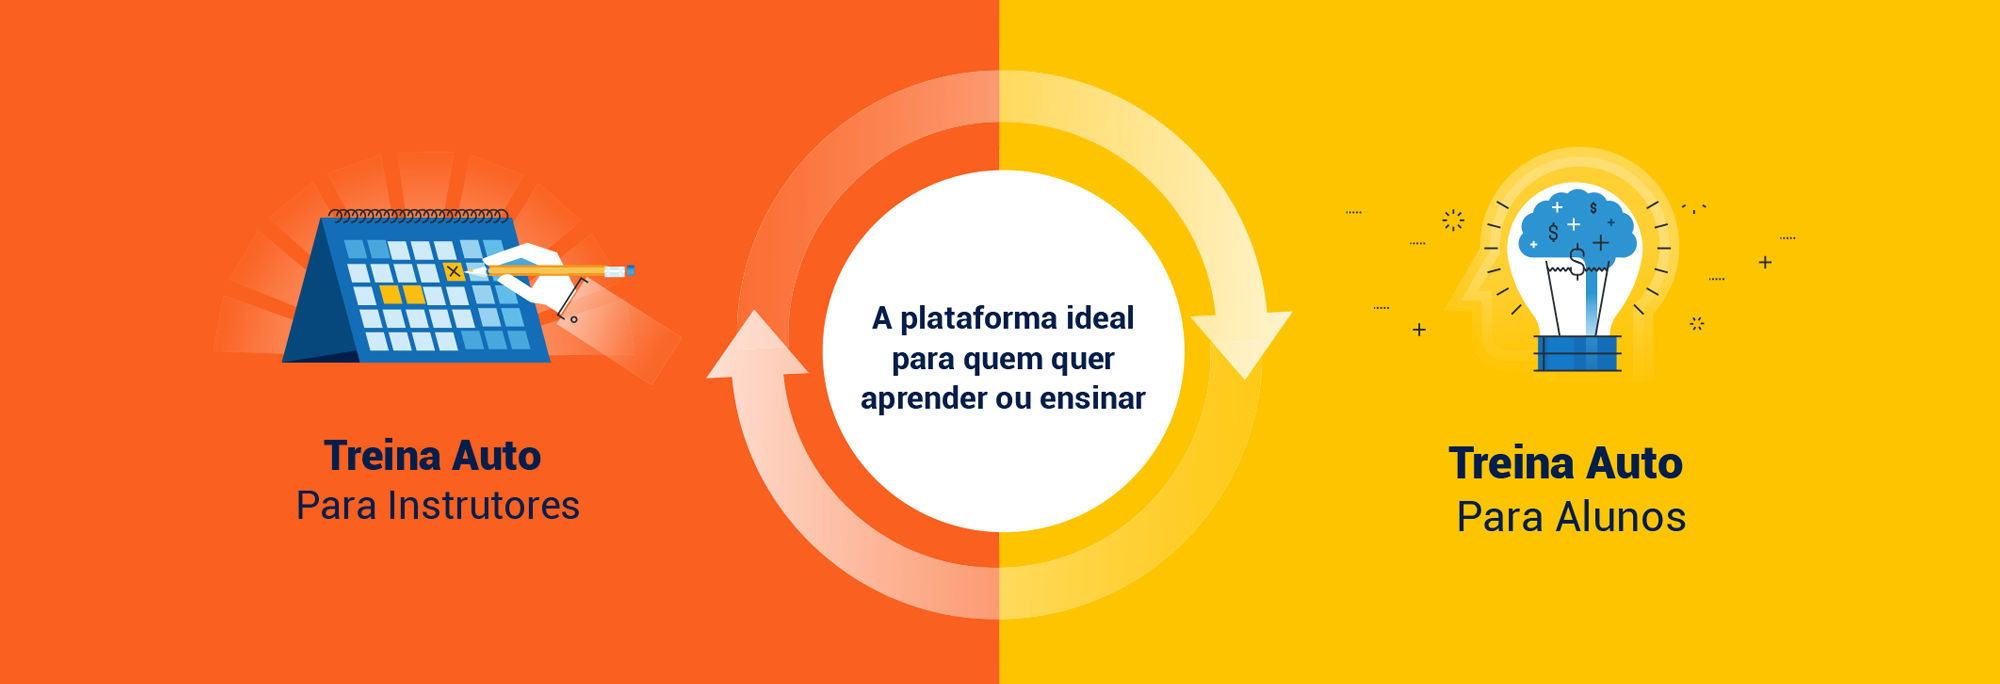 Treina Auto
Para Instrutores
A plataforma ideal
para quem quer
aprender ou ensinar
Treina Auto
Para Alunos